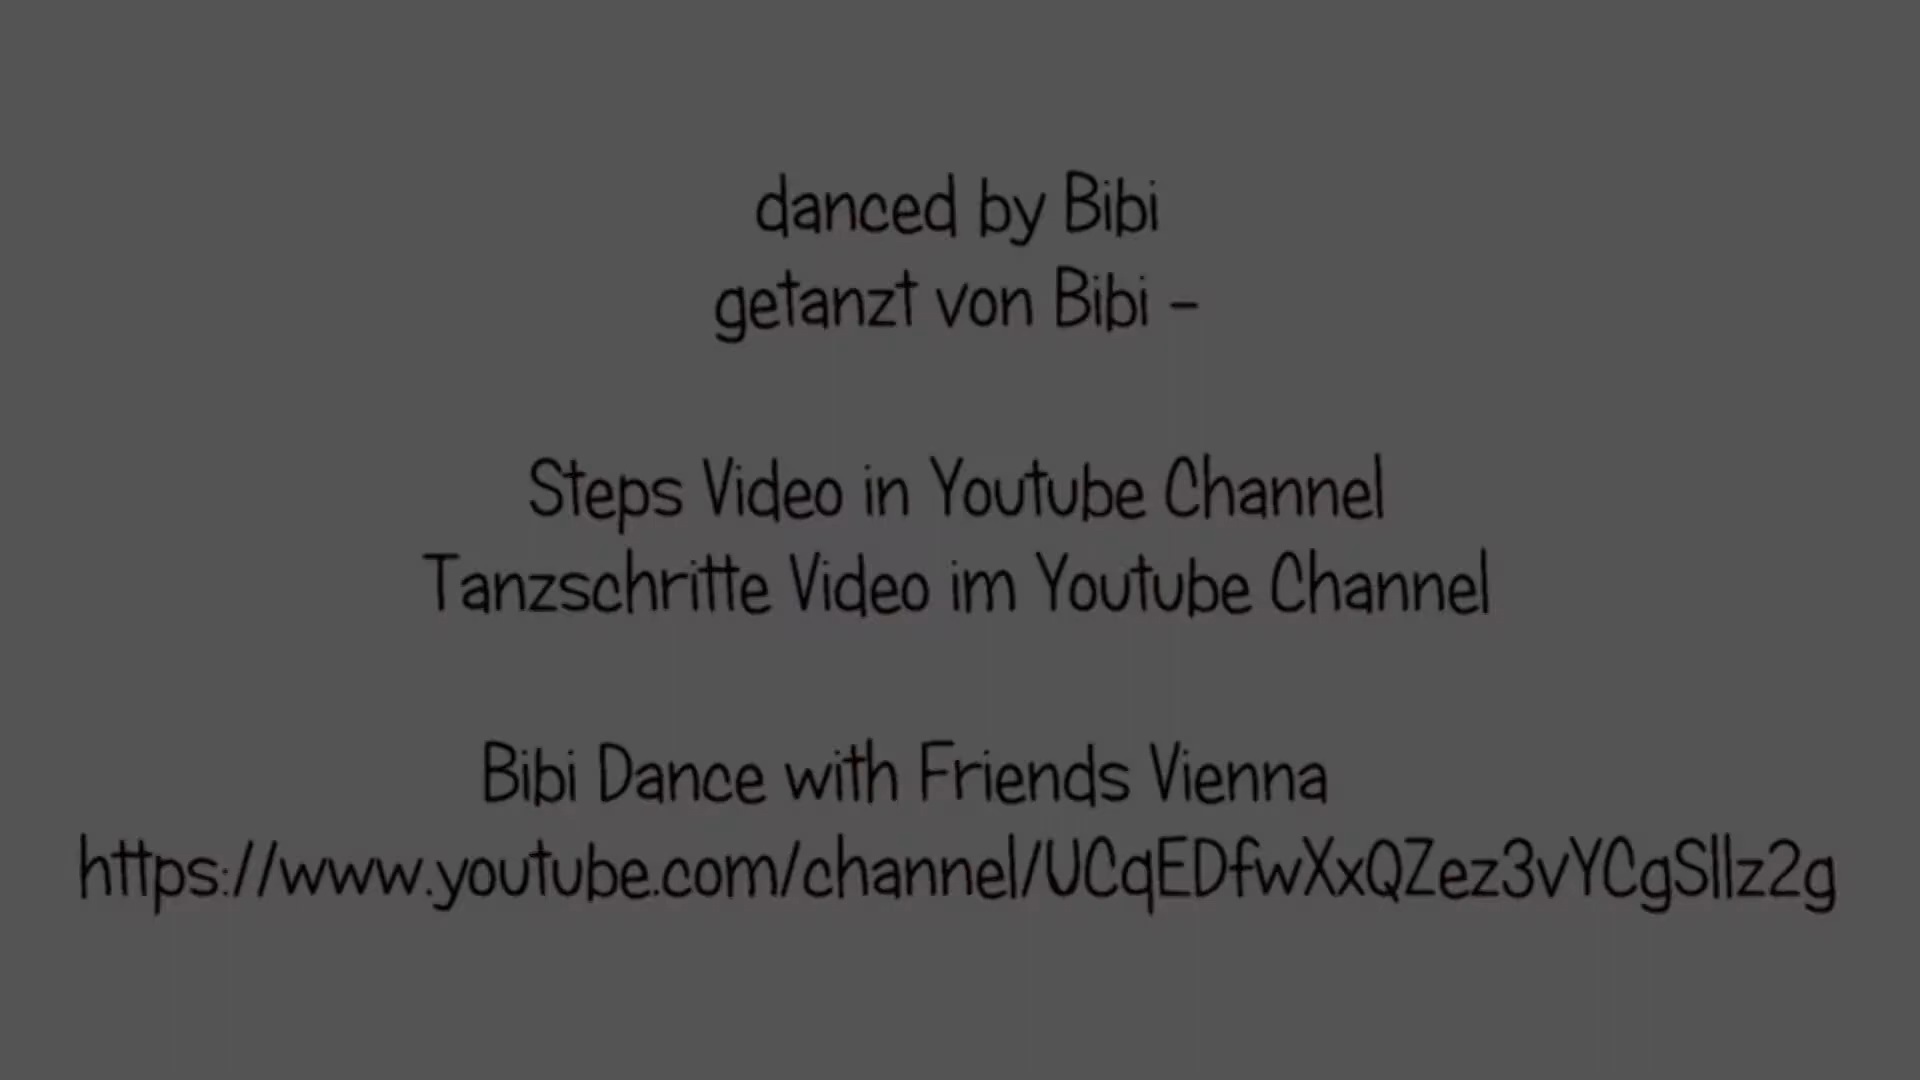 danced by Bibi
getanzt von Bibi -
Steps Video in Youtube Channel
Tanzschritte Video im Youtube Channel
Bibi Dance with Friends Vienna
https://www.youtube.com/channel/UCqEDfwXxQZez3vYCgSllz2g